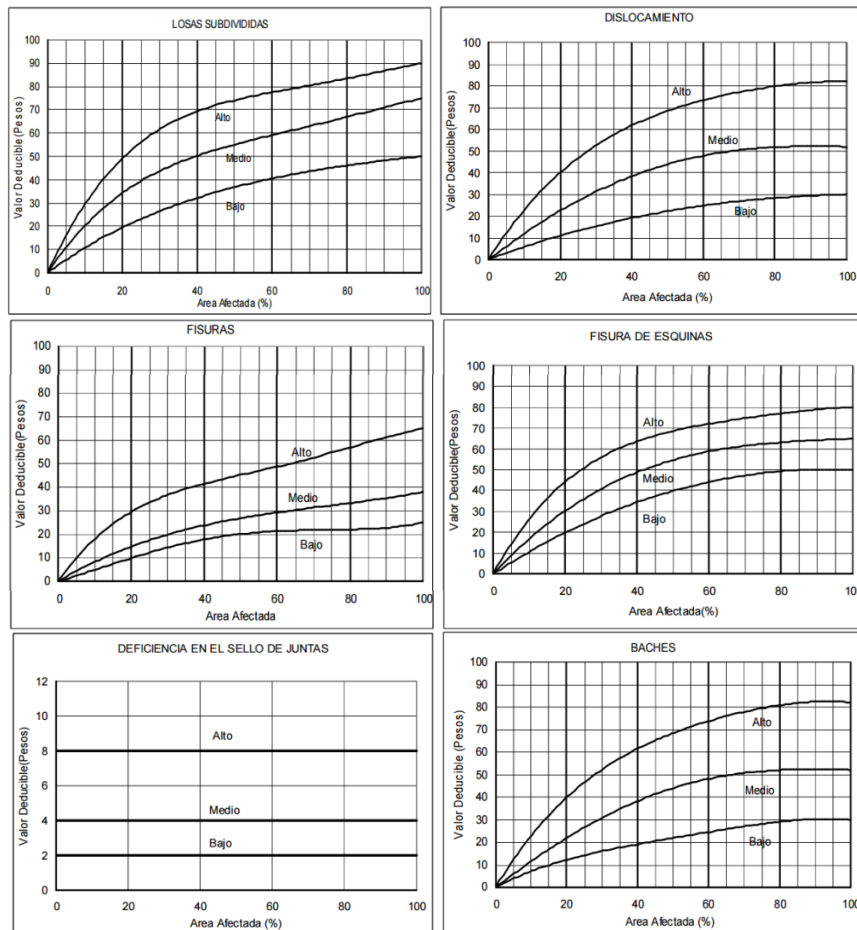 LOSAS SUBDIVIDIDAS
Valor Deducible(Pesos)
100
90
80
70
60
50
40
30
20
10
0
Alto
Medio
Bajo
0 20 40 60 80 100
Area Afectada (%)
DISLOCAMIENTO
Valor Deducible (Pesos)
100
90
80
70
60
50
40
30
20
10
0
Alto
Medio
Bajo
0 20 40 60 80 100
Area Afectada (%)
FISURAS
Valor Deducible(Pesos)
100
90
80
70
60
50
40
30
20
10
0
Alto
Medio
Bajo
0 20 40 60 80 100
Area Afectada
FISURA DE ESQUINAS
Valor Deducible(Pesos)
100
90
80
70
60
50
40
30
20
10
0
Alto
Medio
Bajo
0 20 40 60 80 100
Area Afectada(%)
DEFICIENCIA EN EL SELLO DE JUNTAS
Valor Deducible(Pesos)
12
10
8
6
4
2
0
Alto
Medio
Bajo
0 20 40 60 80 100
Area Afectada (%)
BACHES
Valor Deducible (Pesos)
100
90
80
70
60
50
40
30
20
10
0
Alto
Medio
Bajo
0 20 40 60 80 100
Area Afectada (%)